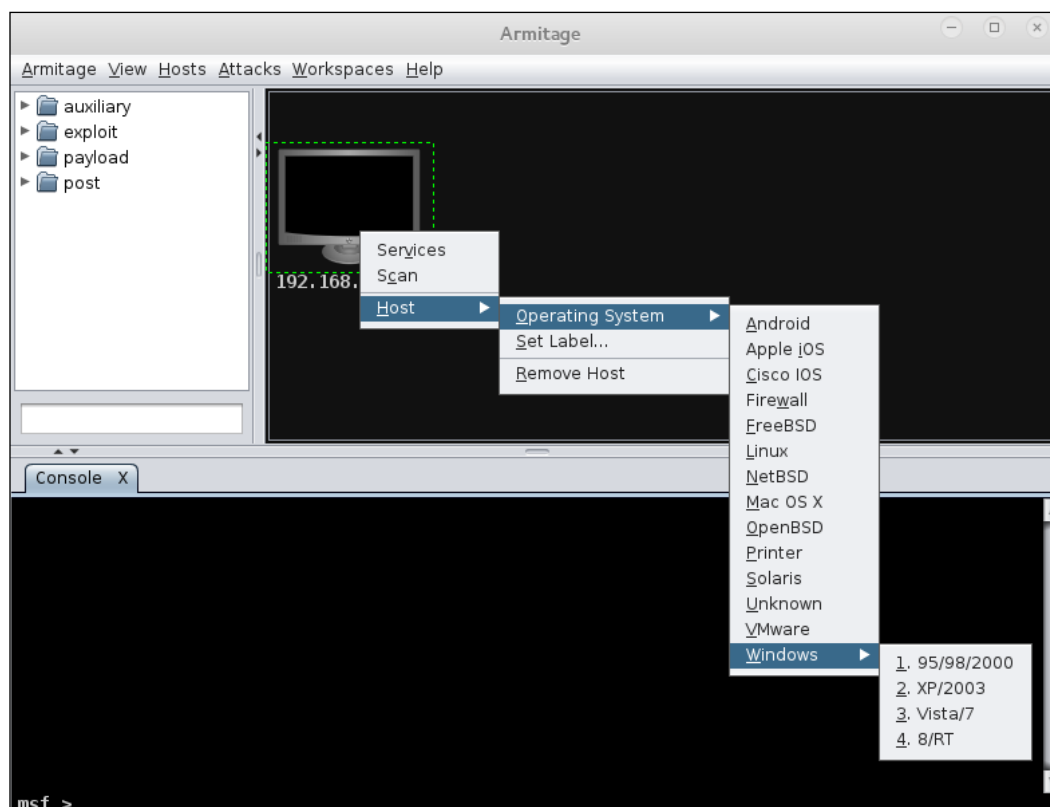 Armitage
Armitage View Hosts Attacks Workspaces Help
auxiliary
exploit
payload
post
192.168.
Services
Scan
Host
Operating System
Set Label...
Remove Host
Android
Apple iOS
Cisco IOS
Firewall
FreeBSD
Linux
NetBSD
Mac OS X
OpenBSD
Printer
Solaris
Unknown
VMware
Windows
1. 95/98/2000
2. XP/2003
3. Vista/7
4. 8/RT
Console X
msf >